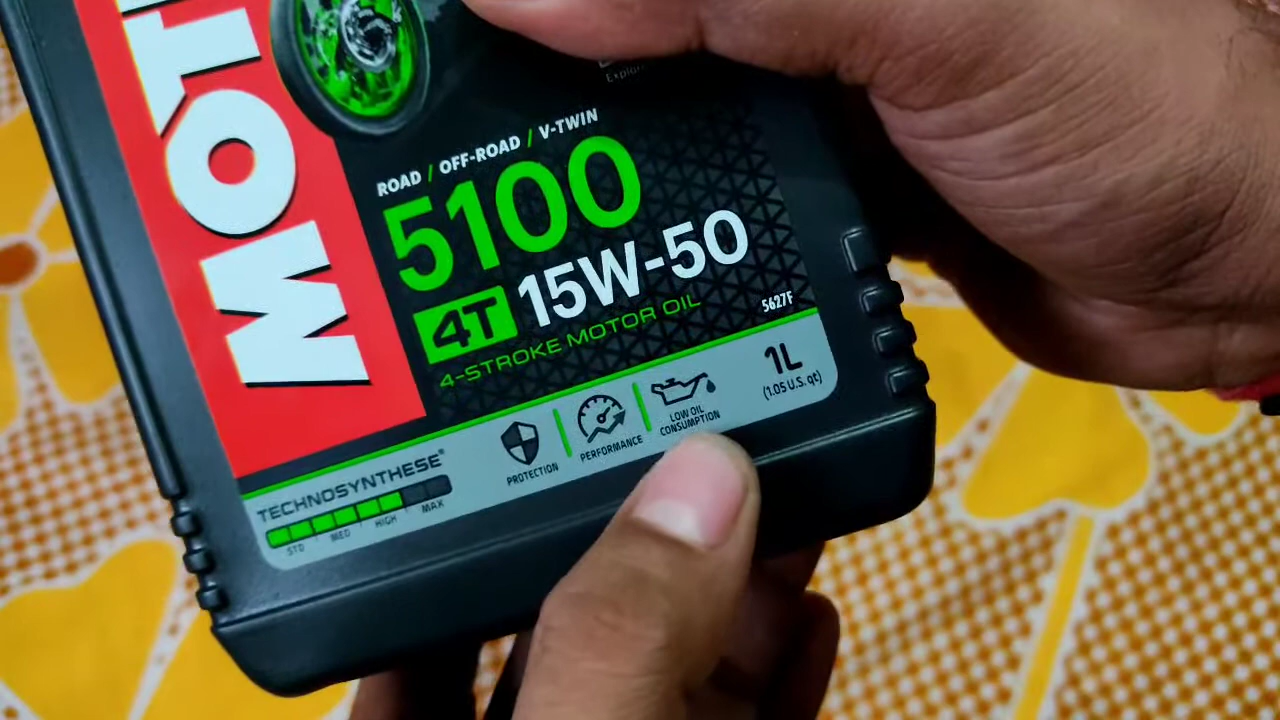 MOT
ROAD / OFF-ROAD / V-TWIN
5100
4T 15W-50
4-STROKE MOTOR OIL
5627F
1L
(1.05 U.S. qt)
PROTECTION
PERFORMANCE
LOW OIL
CONSUMPTION
TECHNOSYNTHESE®
STD MED HIGH MAX